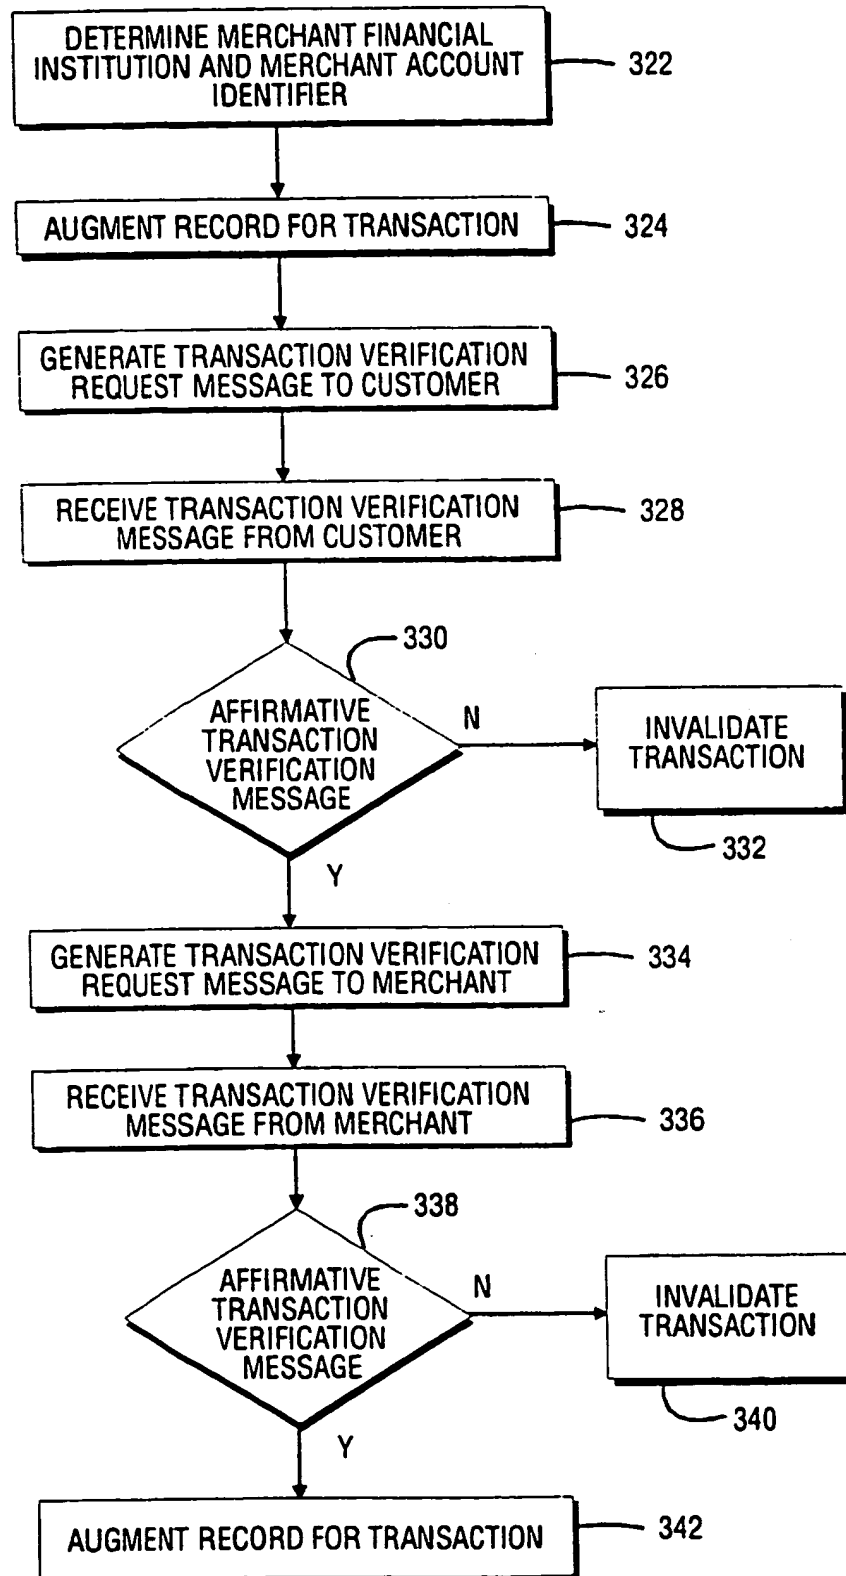 DETERMINE MERCHANT FINANCIAL
INSTITUTION AND MERCHANT ACCOUNT
IDENTIFIER
322
AUGMENT RECORD FOR TRANSACTION
324
GENERATE TRANSACTION VERIFICATION
REQUEST MESSAGE TO CUSTOMER
326
RECEIVE TRANSACTION VERIFICATION
MESSAGE FROM CUSTOMER
328
330
AFFIRMATIVE
TRANSACTION
VERIFICATION
MESSAGE
N
INVALIDATE
TRANSACTION
332
Y
GENERATE TRANSACTION VERIFICATION
REQUEST MESSAGE TO MERCHANT
334
RECEIVE TRANSACTION VERIFICATION
MESSAGE FROM MERCHANT
336
338
AFFIRMATIVE
TRANSACTION
VERIFICATION
MESSAGE
N
INVALIDATE
TRANSACTION
340
Y
AUGMENT RECORD FOR TRANSACTION
342